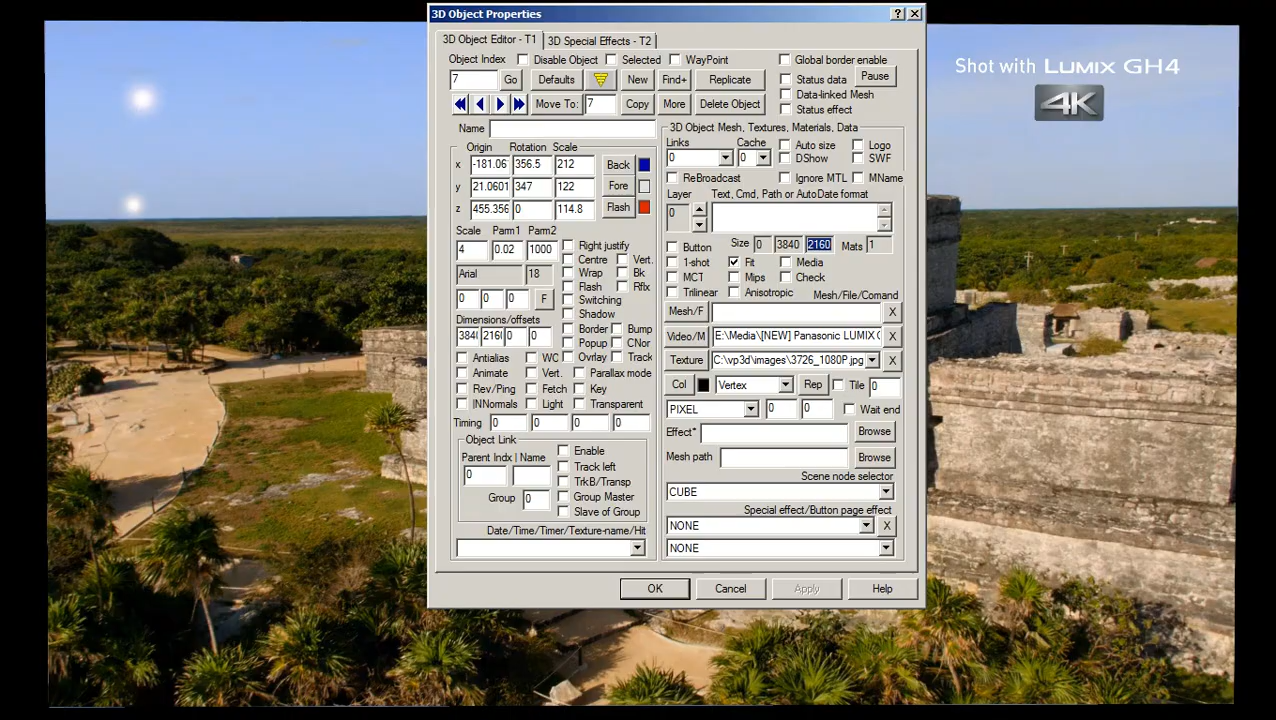 3D Object Properties
3D Object Editor - T1
3D Special Effects - T2
Object Index
Disable Object
Selected
WayPoint
Global border enable
7
Go
Defaults
New
Find+
Replicate
Status data
Pause
Data-linked Mesh
Move To:
7
Copy
More
Delete Object
Status effect
Name
3D Object Mesh, Textures, Materials, Data
Origin
Rotation
Scale
x
-181.06
356.5
212
Back
y
21.0601
347
122
Fore
z
455.356
0
114.8
Flash
Links
Cache
Auto size
Logo
0
0
DShow
SWF
ReBroadcast
Ignore MTL
MName
Layer
Text, Cmd, Path or AutoDate format
0
Scale
Parm1
Parm2
4
0.02
1000
Arial
18
0
0
0
F
Dimensions/offsets
0
0
Right justify
Centre
Vert.
Wrap
Bk
Flash
Rflx
Switching
Shadow
Border
Bump
Popup
CNor
Ovrlay
Track
Antialias
WC
Animate
Vert.
Parallax mode
Rev/Ping
Fetch
Key
INNormals
Light
Transparent
Timing
0
0
0
0
Button
Size
0
3840
2160
Mats
1
1-shot
Fit
Media
MCT
Mips
Check
Trilinear
Anisotropic
Mesh/File/Comand
Mesh/F
X
Video/M
E:\Media\[NEW] Panasonic LUMIX
X
Texture
C:\vp3d\images\3726_1080P.jpg
X
Col
Vertex
Rep
Tile
0
PIXEL
0
0
Wait end
Effect*
Browse
Mesh path
Browse
Scene node selector
CUBE
Special effect/Button page effect
NONE
X
NONE
Object Link
Parent Indx | Name
0
Group
0
Enable
Track left
TrkB/Transp
Group Master
Slave of Group
Date/Time/Timer/Texture-name/Hit
OK
Cancel
Apply
Help
Shot with LUMIX GH4
4K